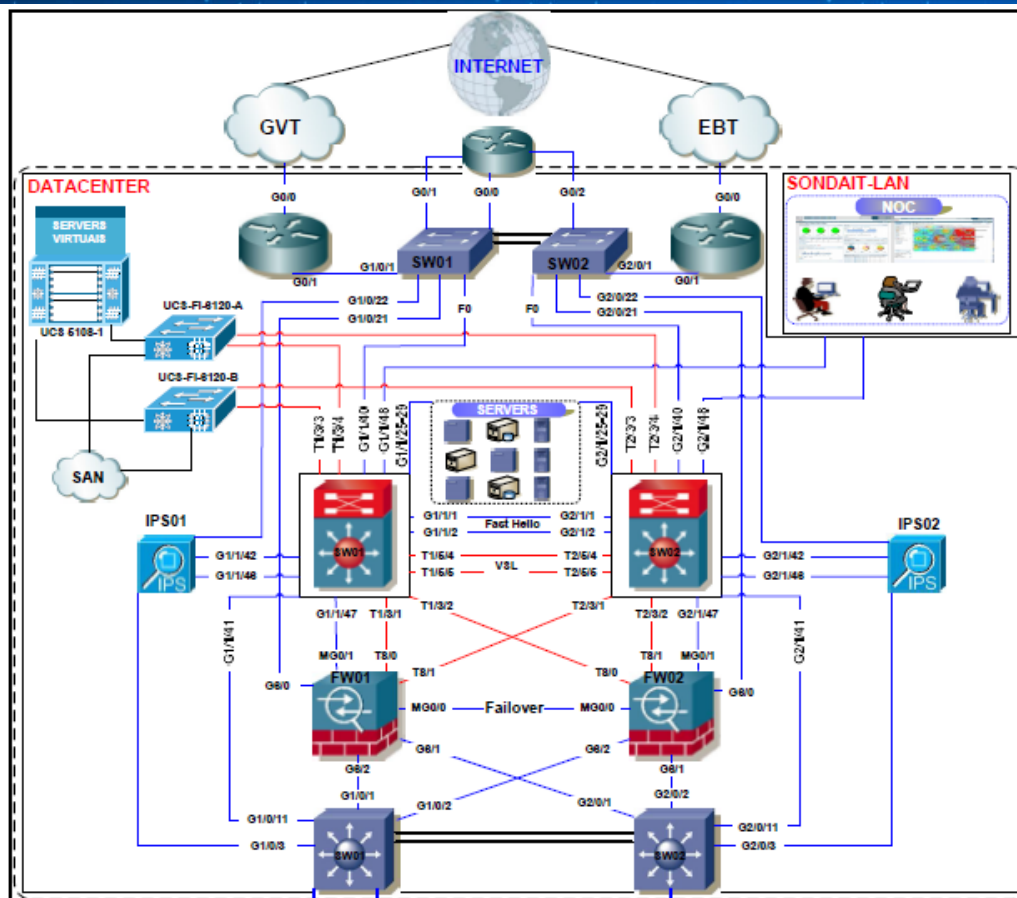 INTERNET
GVT
EBT
DATACENTER
SONDAIT-LAN
NOC
G0/0
G0/1
G0/0
G0/2
G0/0
SERVERS
VIRTUAIS
SW01
SW02
G1/0/1
G2/0/1
G0/1
G0/1
UCS 5108-1
UCS-FI-6120-A
G1/0/22
G1/0/21
F0
F0
G2/0/22
G2/0/21
UCS-FI-6120-B
SAN
T1/3/3
T1/3/4
G1/1/40
G1/1/48
G1/1/25-29
SERVERS
G2/1/25-29
T2/3/3
T2/3/4
G2/1/40
G2/1/48
IPS01
IPS02
SW01
SW02
G1/1/1
Fast Hello
G2/1/1
G1/1/2
G2/1/2
T1/5/4
VSL
T2/5/4
T1/5/5
T2/5/5
IPS
IPS
G1/1/42
G2/1/42
G1/1/46
G2/1/46
G1/1/41
G1/1/47
T1/3/1
T1/3/2
T2/3/1
T2/3/2
G2/1/47
G2/1/41
MG0/1
T8/0
T8/1
T8/0
T8/1
MG0/1
G6/0
FW01
FW02
G6/0
MG0/0
Failover
MG0/0
G6/1
G6/2
G6/2
G6/1
G1/0/1
G1/0/2
G2/0/1
G2/0/2
G1/0/11
G2/0/11
G1/0/3
SW01
SW02
G2/0/3